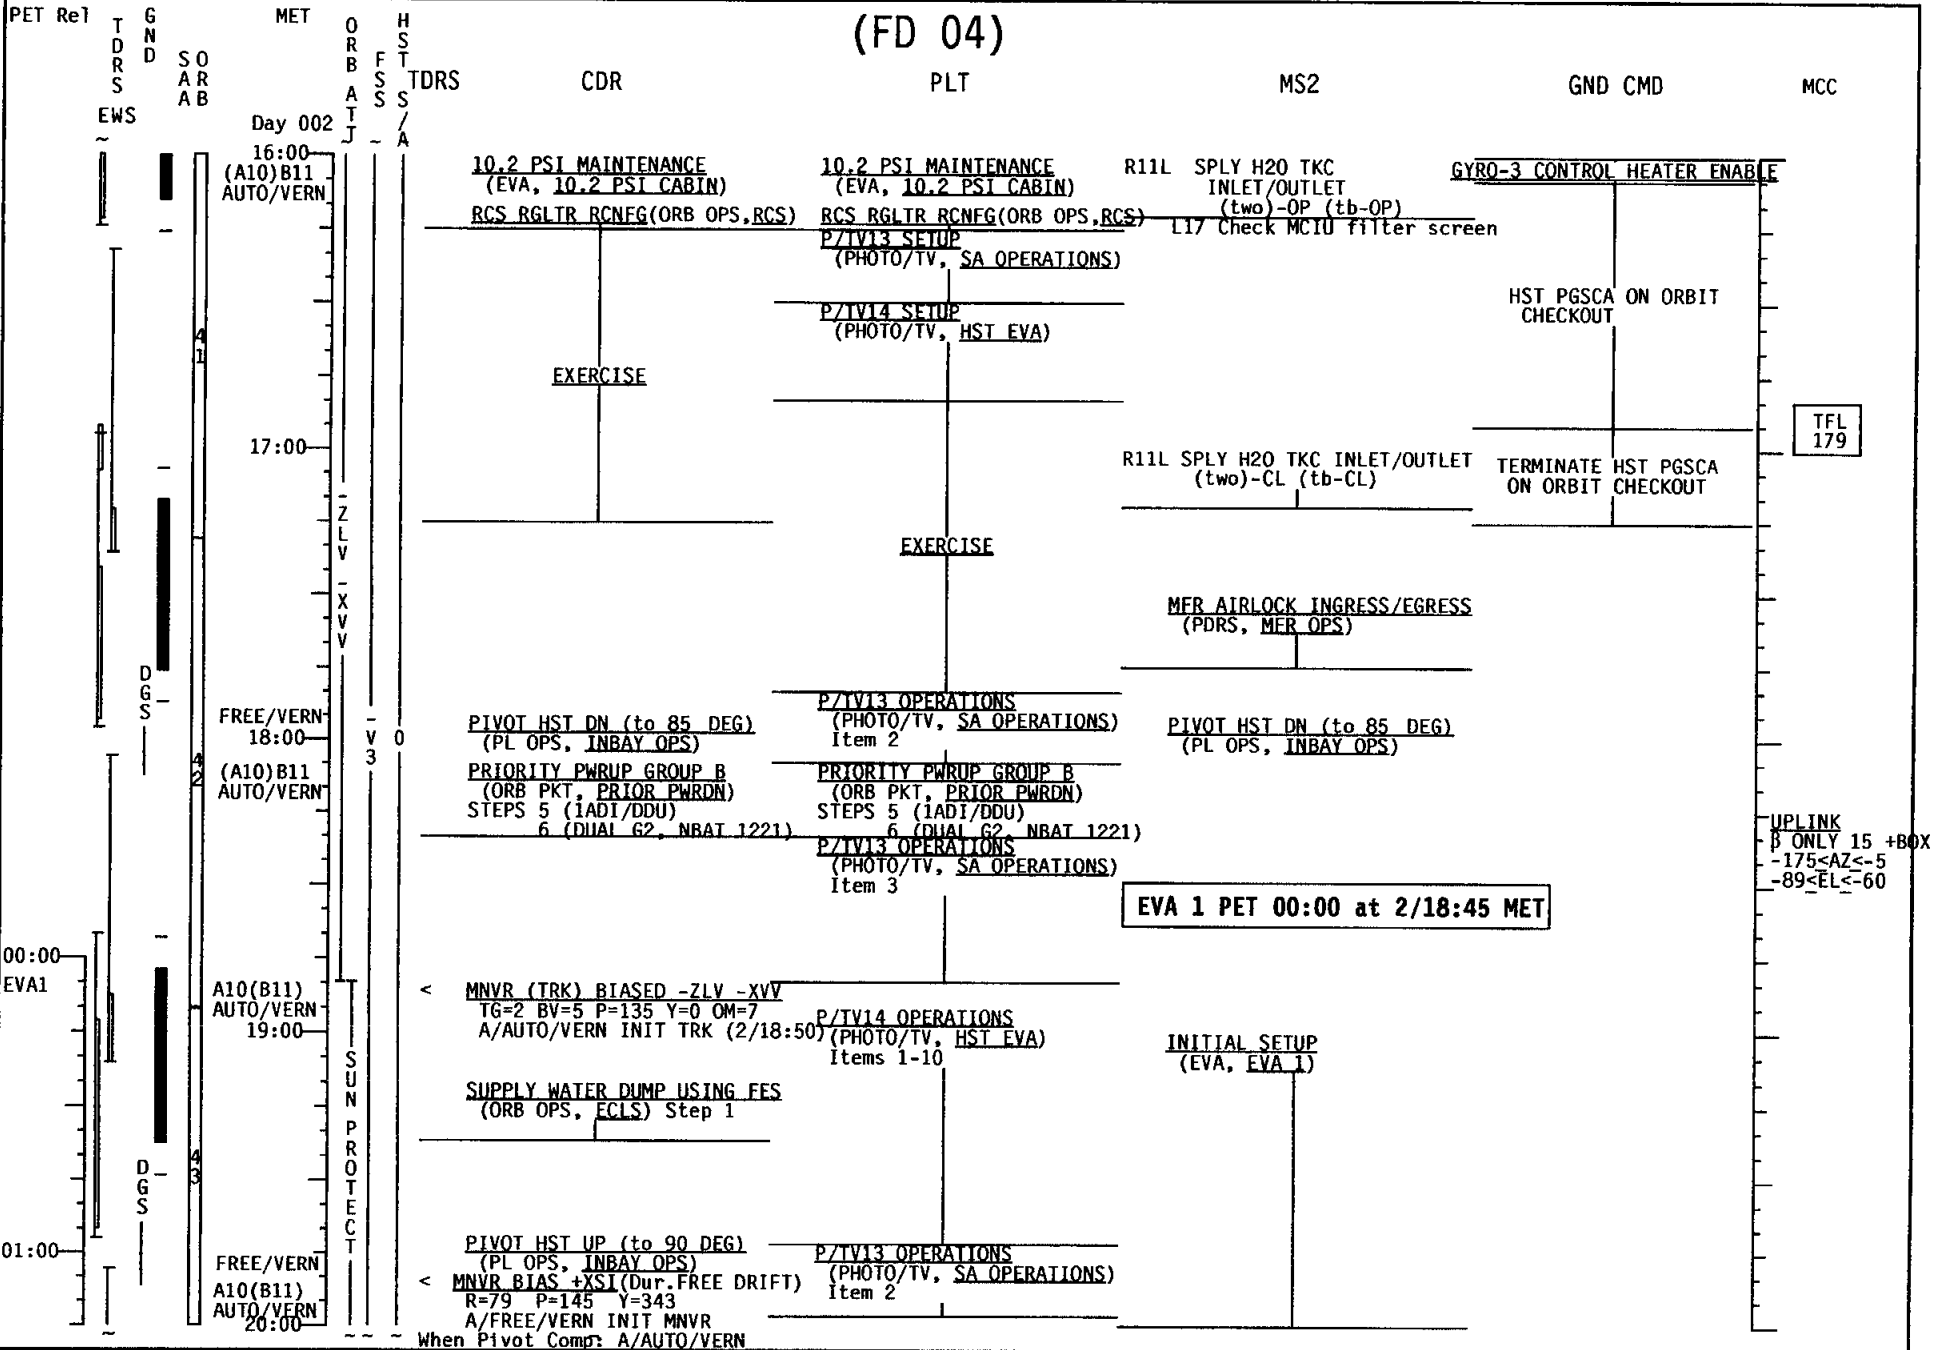 (FD 04)
PET Rel
TDRS
EWS
GND
SAA
ORB
MET
ORB ATT
FSS
HST S/A
TDRS
CDR
PLT
MS2
GND CMD
MCC
~
Day 002
~
16:00
(A10)B11
AUTO/VERN
41
17:00
-ZLV -XVV
DGS
FREE/VERN
18:00
-V3
0
42
(A10)B11
AUTO/VERN
00:00
EVA1
A10(B11)
AUTO/VERN
19:00
SUN PROTECT
43
DGS
01:00
FREE/VERN
A10(B11)
AUTO/VERN
20:00
~
~ ~ ~
10.2 PSI MAINTENANCE
(EVA, 10.2 PSI CABIN)
RCS RGLTR RCNFG(ORB OPS,RCS)
EXERCISE
PIVOT HST DN (to 85 DEG)
(PL OPS, INBAY OPS)
PRIORITY PWRUP GROUP B
(ORB PKT, PRIOR PWRDN)
STEPS 5 (1ADI/DDU)
6 (DUAL G2, NBAT 1221)
< MNVR (TRK) BIASED -ZLV -XVV
TG=2 BV=5 P=135 Y=0 OM=7
A/AUTO/VERN INIT TRK (2/18:50)
SUPPLY WATER DUMP USING FES
(ORB OPS, ECLS) Step 1
PIVOT HST UP (to 90 DEG)
(PL OPS, INBAY OPS)
< MNVR BIAS +XSI(Dur.FREE DRIFT)
R=79 P=145 Y=343
A/FREE/VERN INIT MNVR
When Pivot Comp: A/AUTO/VERN
10.2 PSI MAINTENANCE
(EVA, 10.2 PSI CABIN)
RCS RGLTR RCNFG(ORB OPS,RCS)
P/TV13 SETUP
(PHOTO/TV, SA OPERATIONS)
P/TV14 SETUP
(PHOTO/TV, HST EVA)
EXERCISE
P/TV13 OPERATIONS
(PHOTO/TV, SA OPERATIONS)
Item 2
PRIORITY PWRUP GROUP B
(ORB PKT, PRIOR PWRDN)
STEPS 5 (1ADI/DDU)
6 (DUAL G2, NBAT 1221)
P/TV13 OPERATIONS
(PHOTO/TV, SA OPERATIONS)
Item 3
P/TV14 OPERATIONS
(PHOTO/TV, HST EVA)
Items 1-10
P/TV13 OPERATIONS
(PHOTO/TV, SA OPERATIONS)
Item 2
R11L SPLY H2O TKC
INLET/OUTLET
(two)-OP (tb-OP)
L17 Check MCIU filter screen
R11L SPLY H2O TKC INLET/OUTLET
(two)-CL (tb-CL)
MFR AIRLOCK INGRESS/EGRESS
(PDRS, MFR OPS)
PIVOT HST DN (to 85 DEG)
(PL OPS, INBAY OPS)
EVA 1 PET 00:00 at 2/18:45 MET
INITIAL SETUP
(EVA, EVA 1)
GYRO-3 CONTROL HEATER ENABLE
HST PGSCA ON ORBIT
CHECKOUT
TERMINATE HST PGSCA
ON ORBIT CHECKOUT
TFL
179
UPLINK
β ONLY 15 +BOX
-175<AZ<-5
-89<EL<-60